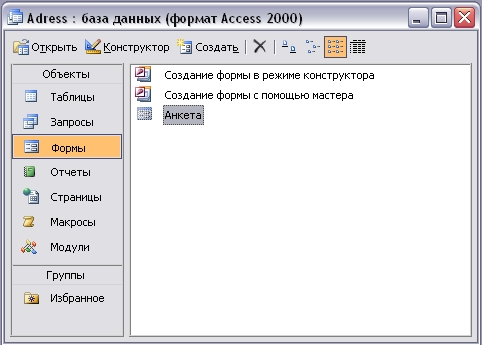 Adress : база данных (формат Access 2000)
Открыть Конструктор Создать
Объекты
Таблицы
Запросы
Формы
Отчеты
Страницы
Макросы
Модули
Группы
Избранное
Создание формы в режиме конструктора
Создание формы с помощью мастера
Анкета